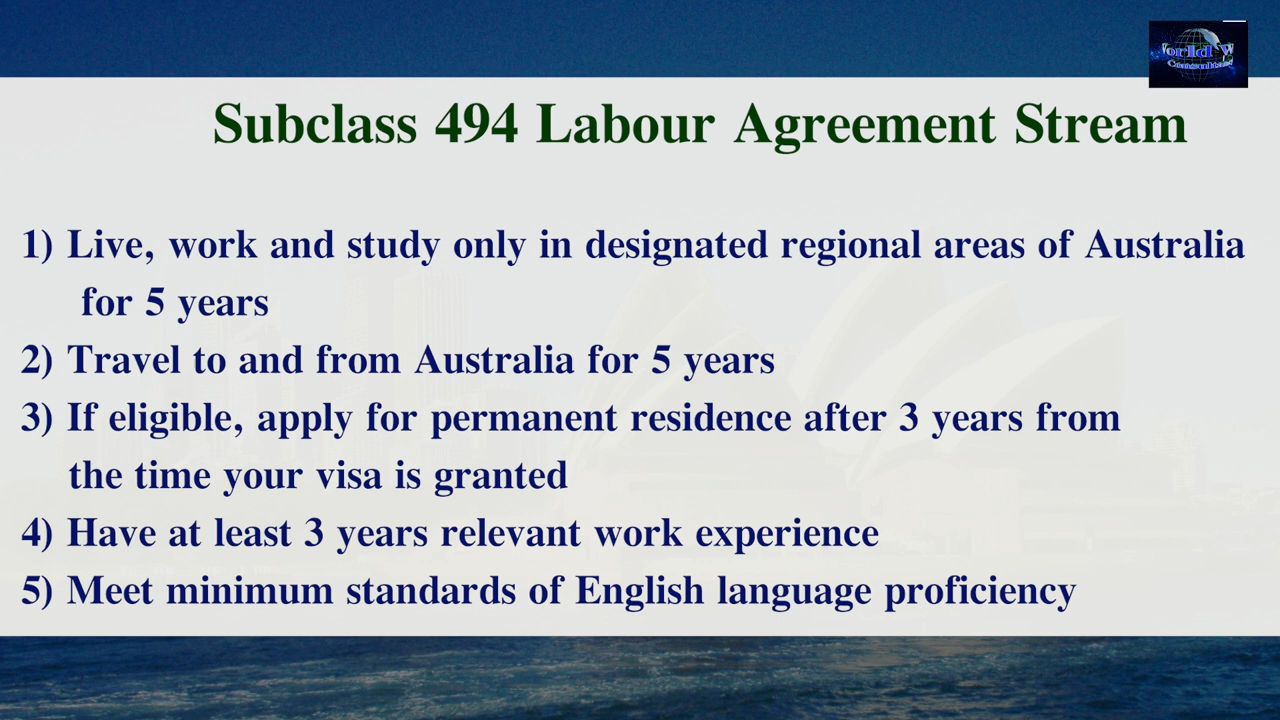 Subclass 494 Labour Agreement Stream
1) Live, work and study only in designated regional areas of Australia
for 5 years
2) Travel to and from Australia for 5 years
3) If eligible, apply for permanent residence after 3 years from
the time your visa is granted
4) Have at least 3 years relevant work experience
5) Meet minimum standards of English language proficiency